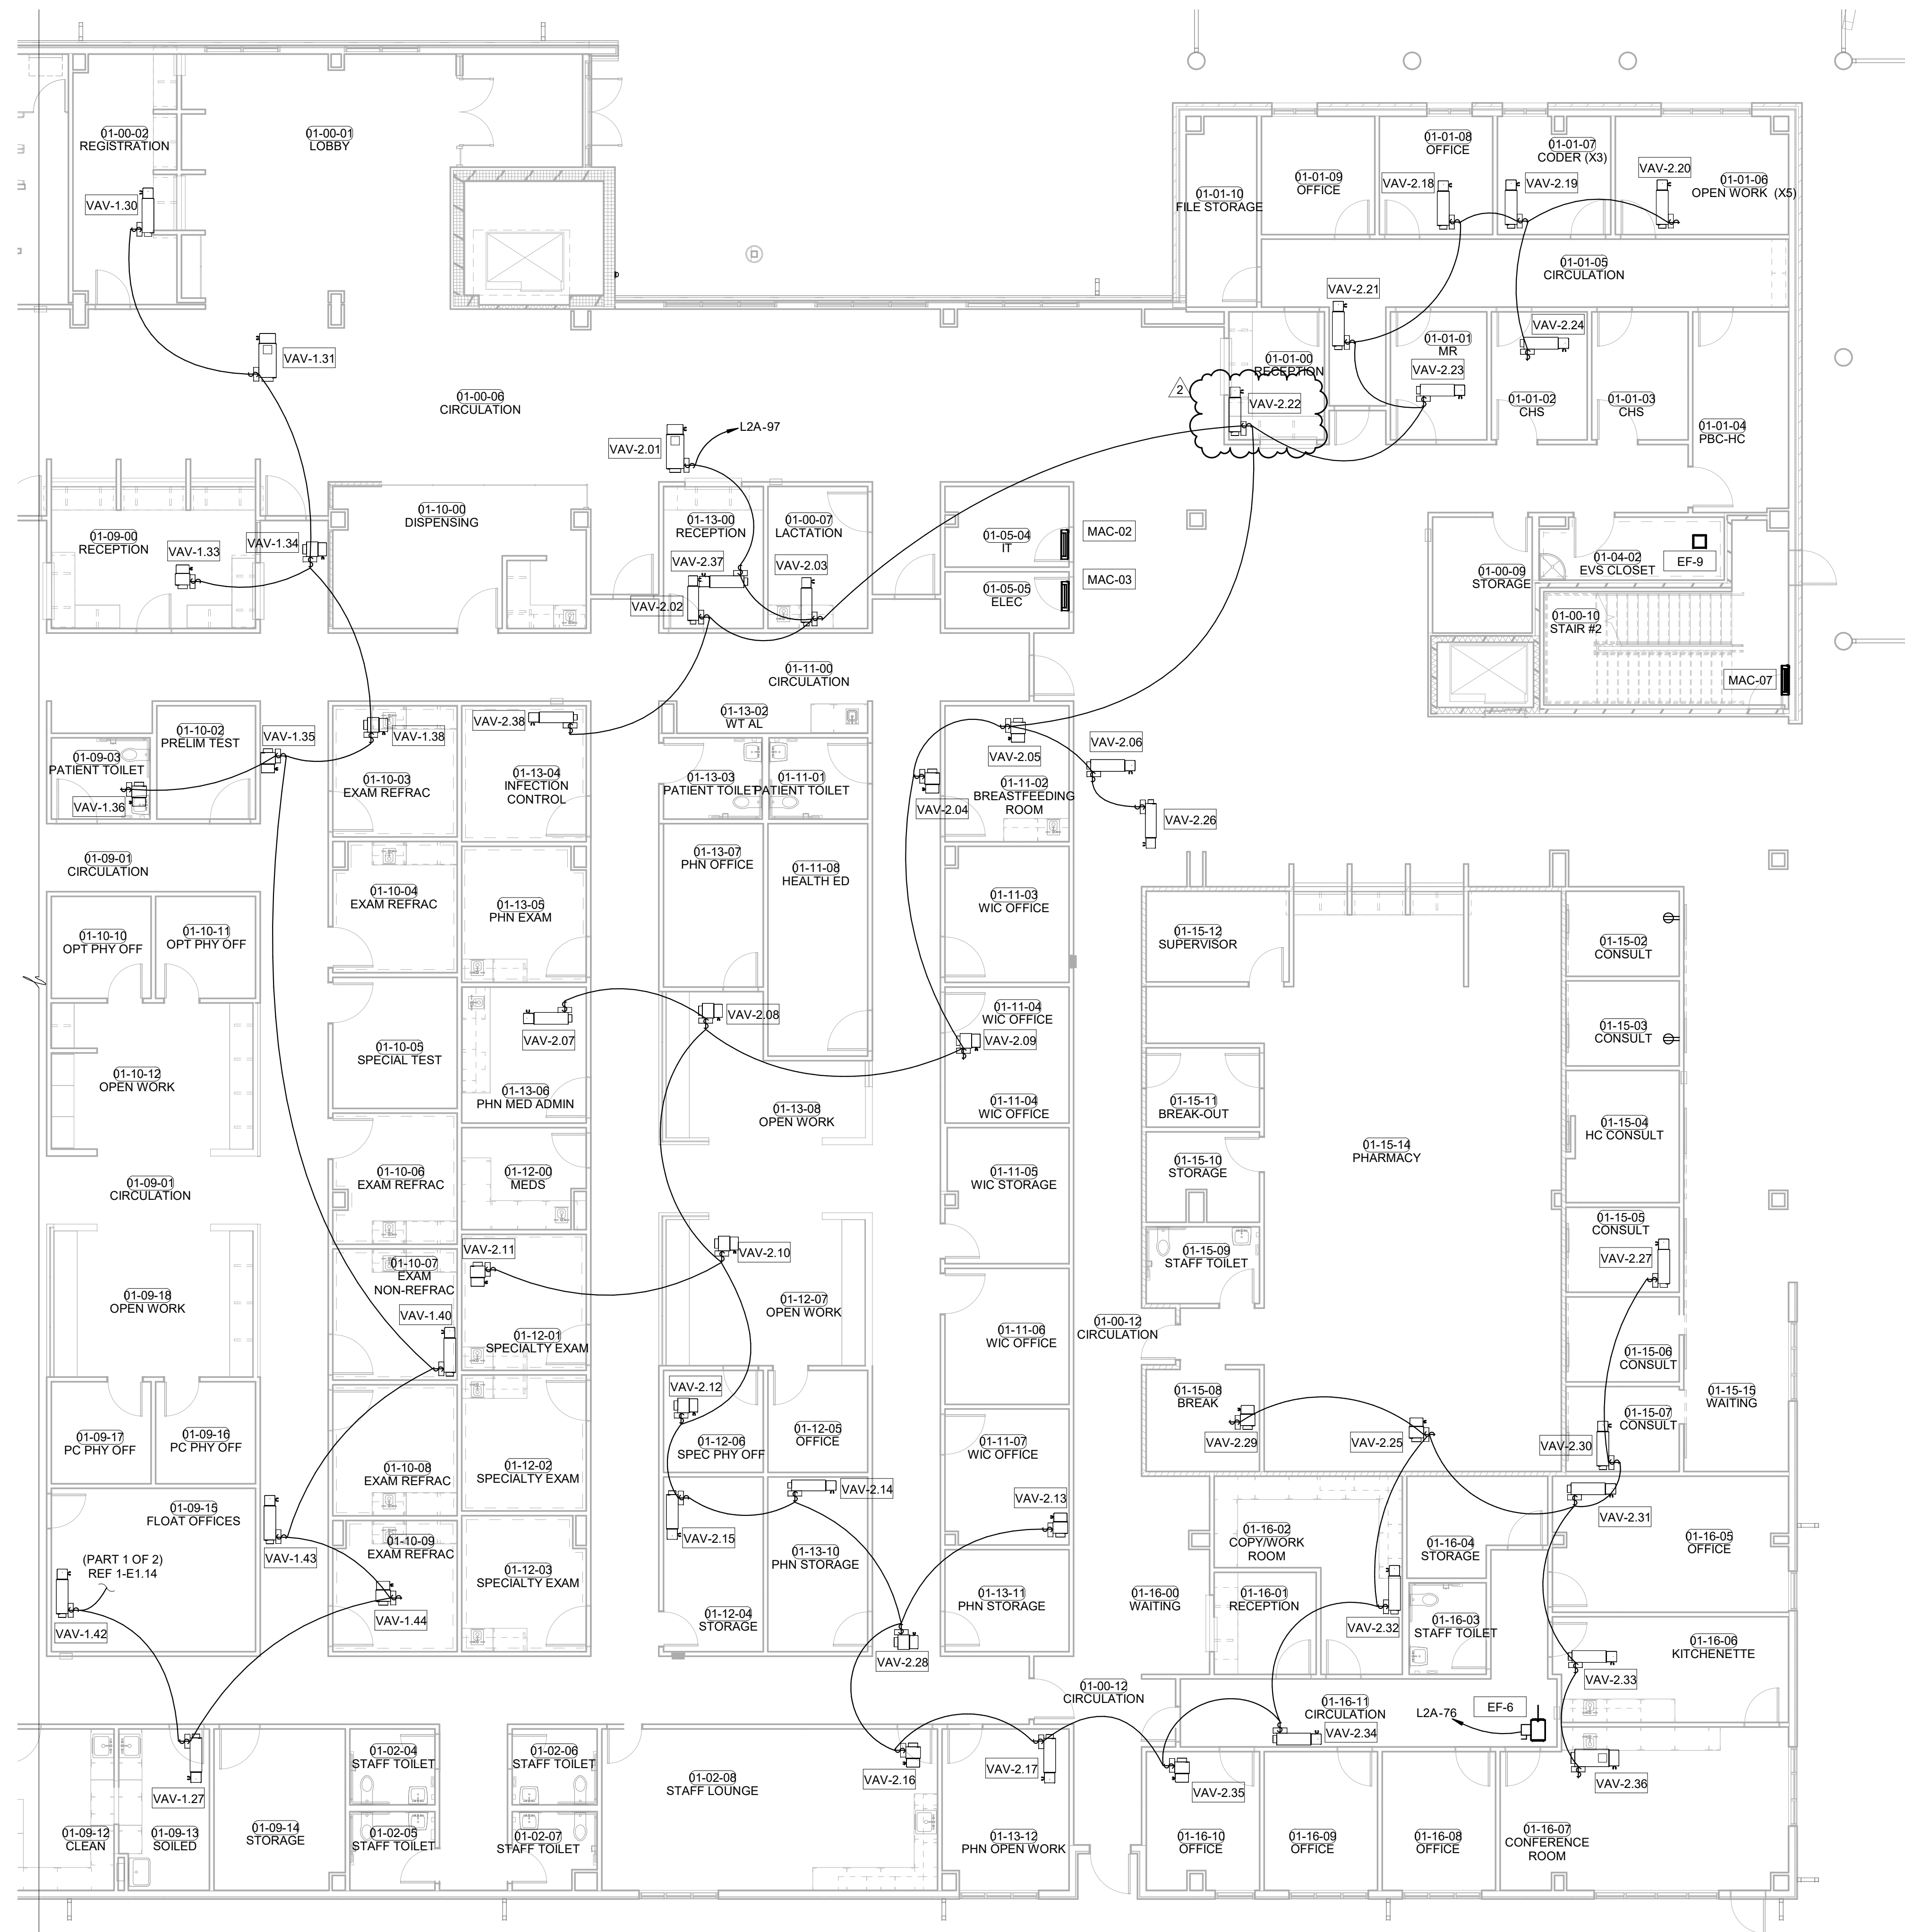 01-00-02
REGISTRATION
01-00-01
LOBBY
VAV-1.30
VAV-1.31
01-00-06
CIRCULATION
01-01-10
FILE STORAGE
01-01-09
OFFICE
01-01-08
OFFICE
VAV-2.18
01-01-07
CODER (X3)
VAV-2.19
VAV-2.20
01-01-06
OPEN WORK (X5)
01-01-05
CIRCULATION
VAV-2.21
01-01-00
RECEPTION
2
VAV-2.22
01-01-01
MR
VAV-2.23
VAV-2.24
01-01-02
CHS
01-01-03
CHS
01-01-04
PBC-HC
VAV-2.01
L2A-97
01-09-00
RECEPTION
VAV-1.33
VAV-1.34
01-10-00
DISPENSING
01-13-00
RECEPTION
VAV-2.37
VAV-2.02
01-00-07
LACTATION
VAV-2.03
01-05-04
IT
MAC-02
01-05-05
ELEC
MAC-03
01-00-09
STORAGE
01-04-02
EVS CLOSET
EF-9
01-00-10
STAIR #2
MAC-07
01-11-00
CIRCULATION
01-13-02
WT AL
01-09-03
PATIENT TOILET
VAV-1.36
01-10-02
PRELIM TEST
VAV-1.35
VAV-1.38
01-10-03
EXAM REFRAC
VAV-2.38
01-13-04
INFECTION
CONTROL
01-13-03
PATIENT TOILET
01-11-01
PATIENT TOILET
VAV-2.04
VAV-2.05
01-11-02
BREASTFEEDING
ROOM
VAV-2.06
VAV-2.26
01-09-01
CIRCULATION
01-10-04
EXAM REFRAC
01-13-05
PHN EXAM
01-13-07
PHN OFFICE
01-11-08
HEALTH ED
01-11-03
WIC OFFICE
01-15-12
SUPERVISOR
01-15-02
CONSULT
01-10-10
OPT PHY OFF
01-10-11
OPT PHY OFF
01-10-05
SPECIAL TEST
VAV-2.07
01-13-06
PHN MED ADMIN
VAV-2.08
01-11-04
WIC OFFICE
VAV-2.09
01-11-04
WIC OFFICE
01-15-03
CONSULT
01-10-12
OPEN WORK
01-13-08
OPEN WORK
01-15-11
BREAK-OUT
01-15-14
PHARMACY
01-15-04
HC CONSULT
01-09-01
CIRCULATION
01-10-06
EXAM REFRAC
01-12-00
MEDS
01-11-05
WIC STORAGE
01-15-10
STORAGE
01-15-05
CONSULT
VAV-2.27
01-09-18
OPEN WORK
01-10-07
EXAM
NON-REFRAC
VAV-1.40
VAV-2.11
01-12-01
SPECIALTY EXAM
VAV-2.10
01-12-07
OPEN WORK
01-11-06
WIC OFFICE
01-00-12
CIRCULATION
01-15-09
STAFF TOILET
01-15-06
CONSULT
01-09-17
PC PHY OFF
01-09-16
PC PHY OFF
01-10-08
EXAM REFRAC
01-12-02
SPECIALTY EXAM
VAV-2.12
01-12-06
SPEC PHY OFF
01-12-05
OFFICE
01-11-07
WIC OFFICE
01-15-08
BREAK
VAV-2.29
VAV-2.25
01-15-07
CONSULT
VAV-2.30
01-15-15
WAITING
01-09-15
FLOAT OFFICES
(PART 1 OF 2)
REF 1-E1.14
VAV-1.42
VAV-1.43
01-10-09
EXAM REFRAC
VAV-1.44
01-12-03
SPECIALTY EXAM
VAV-2.15
VAV-2.14
01-13-10
PHN STORAGE
01-12-04
STORAGE
VAV-2.13
01-13-11
PHN STORAGE
VAV-2.28
01-16-00
WAITING
01-16-02
COPY/WORK
ROOM
01-16-01
RECEPTION
VAV-2.32
01-16-04
STORAGE
01-16-03
STAFF TOILET
VAV-2.31
01-16-05
OFFICE
01-16-06
KITCHENETTE
VAV-2.33
01-00-12
CIRCULATION
01-16-11
CIRCULATION
VAV-2.34
L2A-76
EF-6
VAV-2.36
VAV-1.27
01-09-12
CLEAN
01-09-13
SOILED
01-09-14
STORAGE
01-02-04
STAFF TOILET
01-02-05
STAFF TOILET
01-02-06
STAFF TOILET
01-02-07
STAFF TOILET
01-02-08
STAFF LOUNGE
VAV-2.16
VAV-2.17
01-13-12
PHN OPEN WORK
VAV-2.35
01-16-10
OFFICE
01-16-09
OFFICE
01-16-08
OFFICE
01-16-07
CONFERENCE
ROOM